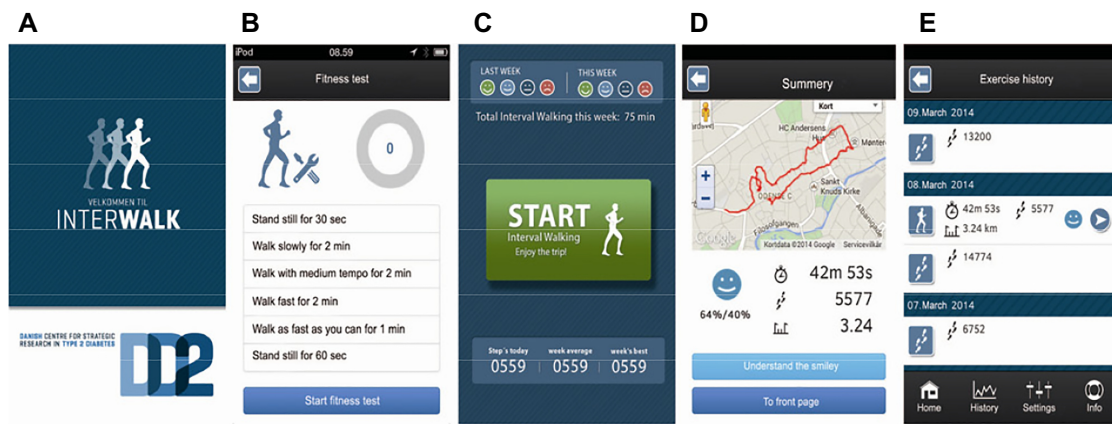 A
B
C
D
E
VELKOMMEN TIL
INTERWALK
DANISH CENTRE FOR STRATEGIC
RESEARCH IN TYPE 2 DIABETES
DD2
iPod
08.59
Fitness test
0
Stand still for 30 sec
Walk slowly for 2 min
Walk with medium tempo for 2 min
Walk fast for 2 min
Walk as fast as you can for 1 min
Stand still for 60 sec
Start fitness test
LAST WEEK
THIS WEEK
Total Interval Walking this week: 75 min
START
Interval Walking
Enjoy the trip!
Step's today
week average
week's best
0559
0559
0559
Summery
Kort
HC Andersens
Hus
Mønter
ODENSE C
Sankt
Knuds Kirke
Filosofgangen
Albanigade
Google
Kortdata ©2014 Google
Servicevilkår
64%/40%
42m 53s
5577
3.24
Understand the smiley
To front page
Exercise history
09.March 2014
13200
08.March 2014
42m 53s
5577
3.24 km
14774
07.March 2014
6752
Home
History
Settings
Info